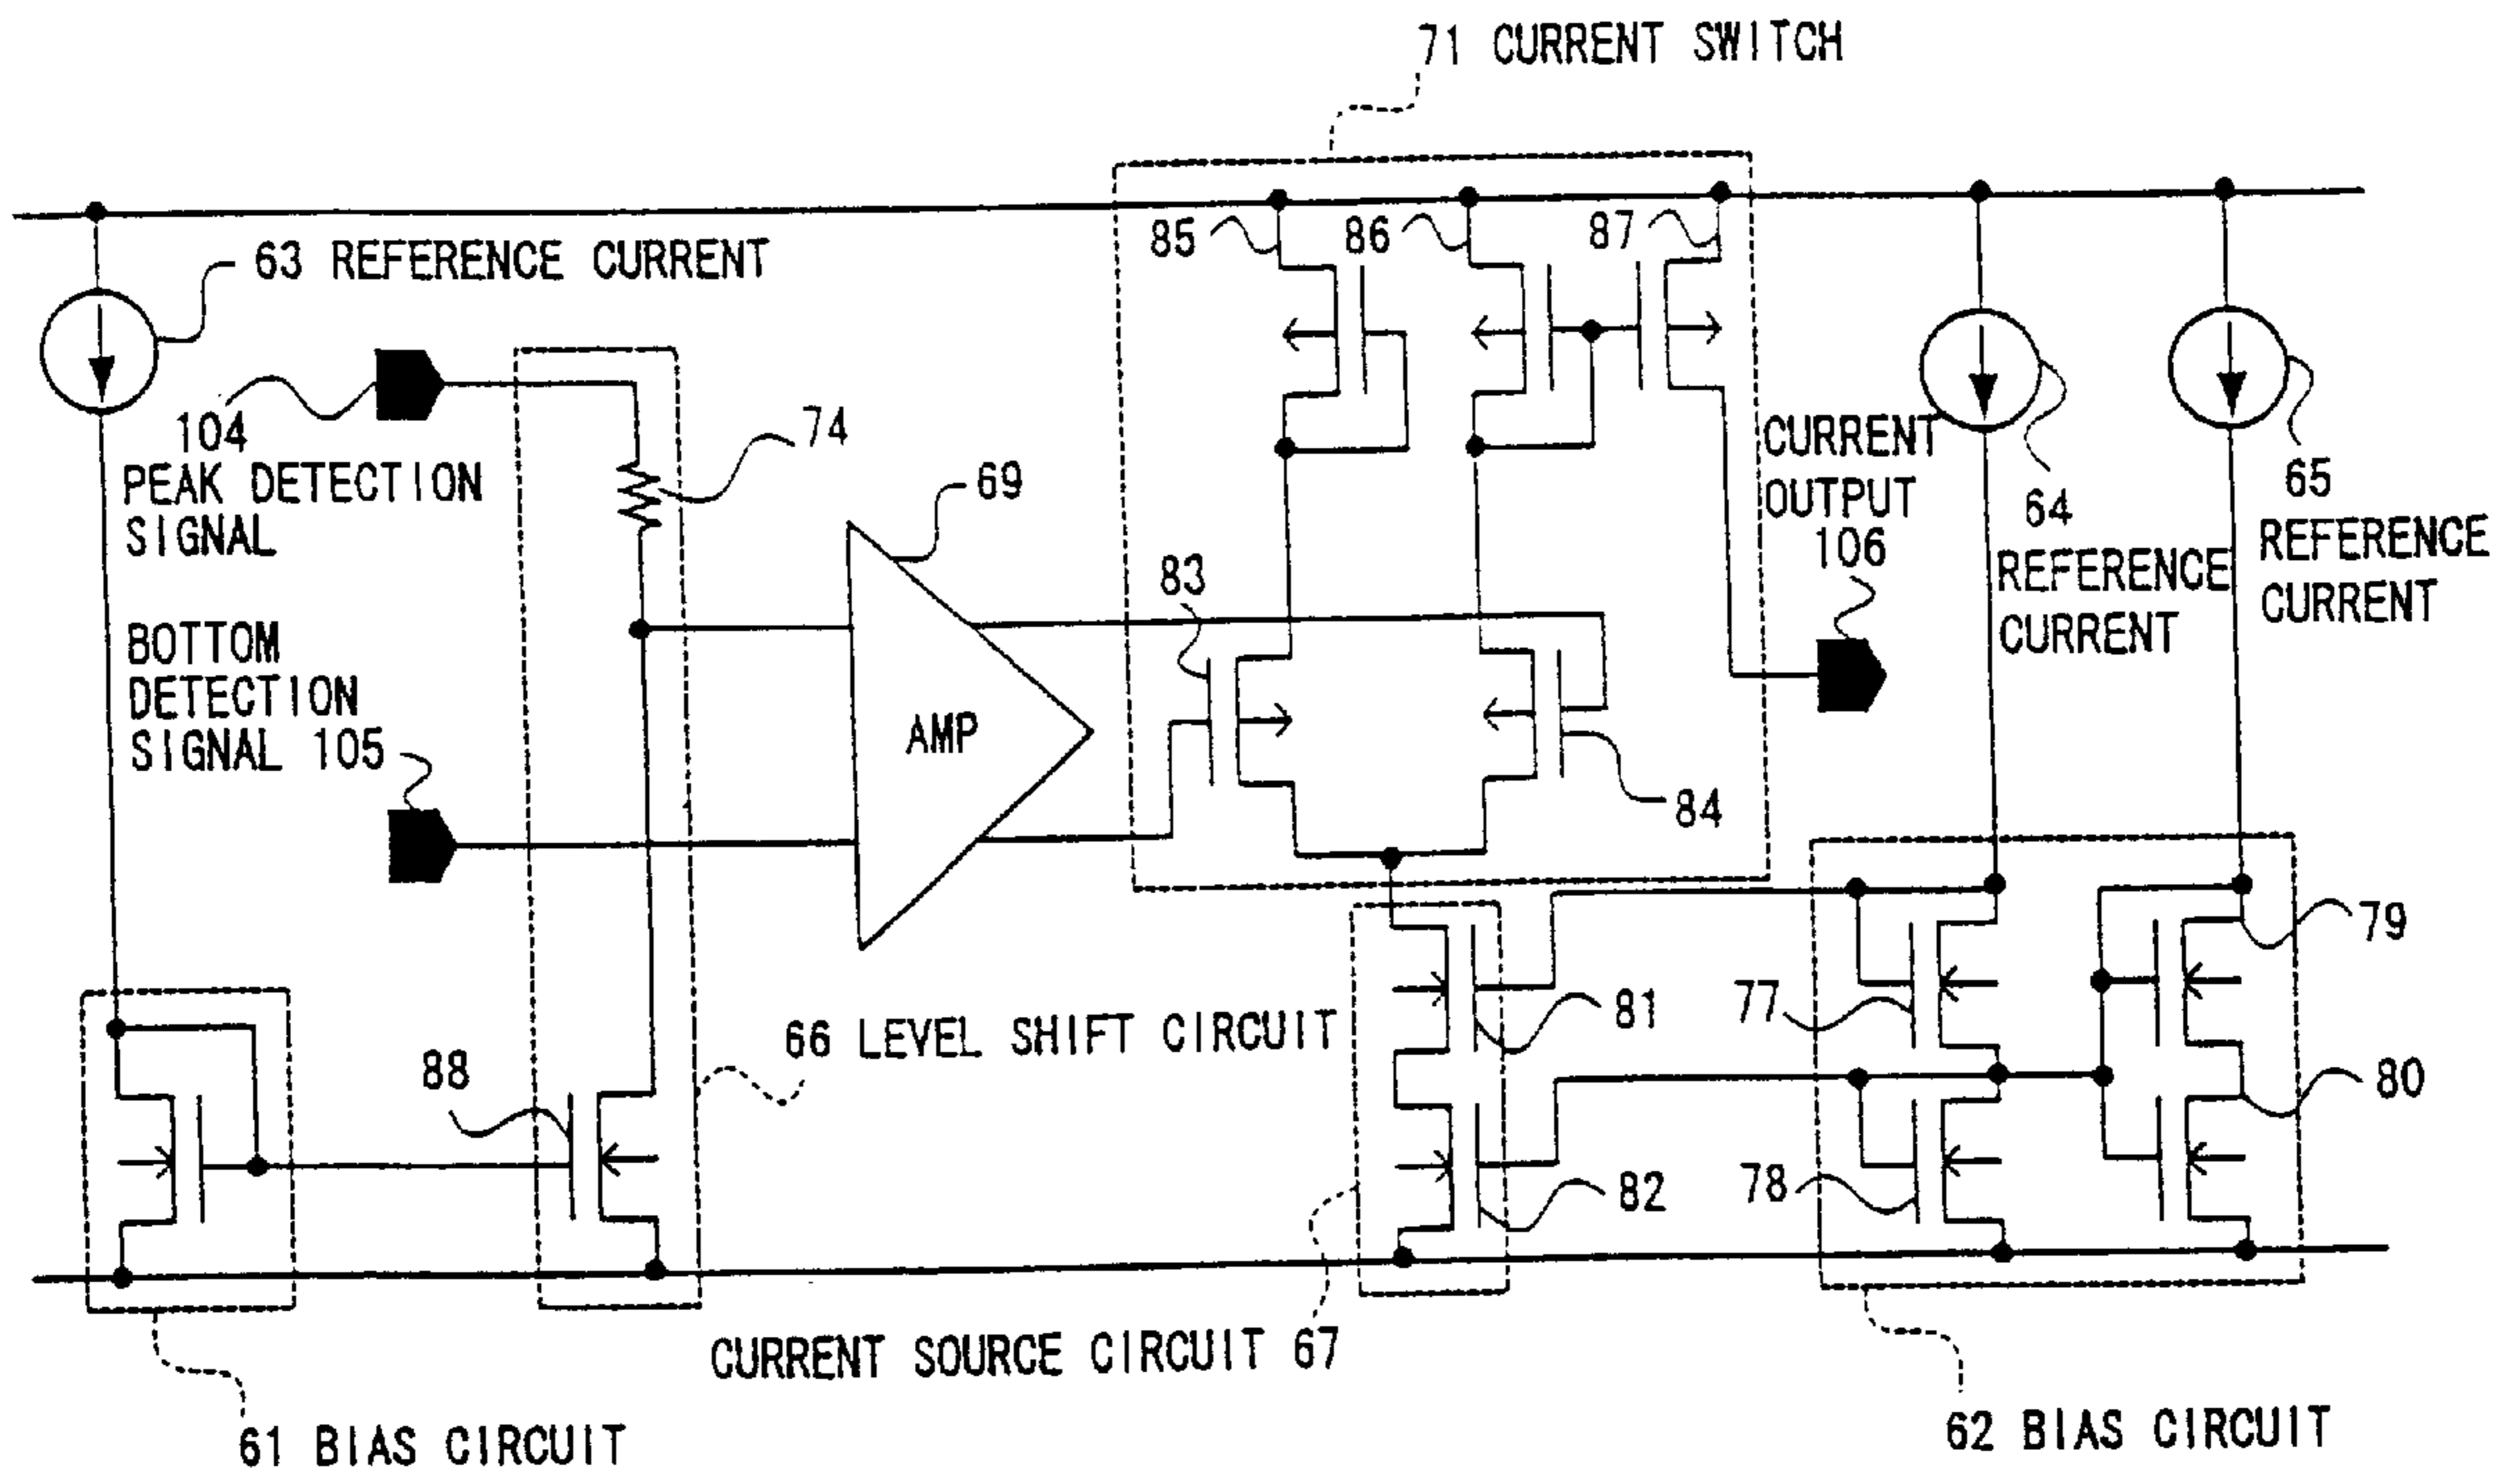 71 CURRENT SWITCH
85
86
87
63 REFERENCE CURRENT
104
PEAK DETECTION
SIGNAL
74
69
CURRENT
OUTPUT
106
64
REFERENCE
CURRENT
65
REFERENCE
CURRENT
83
BOTTOM
DETECTION
SIGNAL 105
AMP
84
79
77
81
66 LEVEL SHIFT CIRCUIT
88
80
78
82
CURRENT SOURCE CIRCUIT 67
61 BIAS CIRCUIT
62 BIAS CIRCUIT